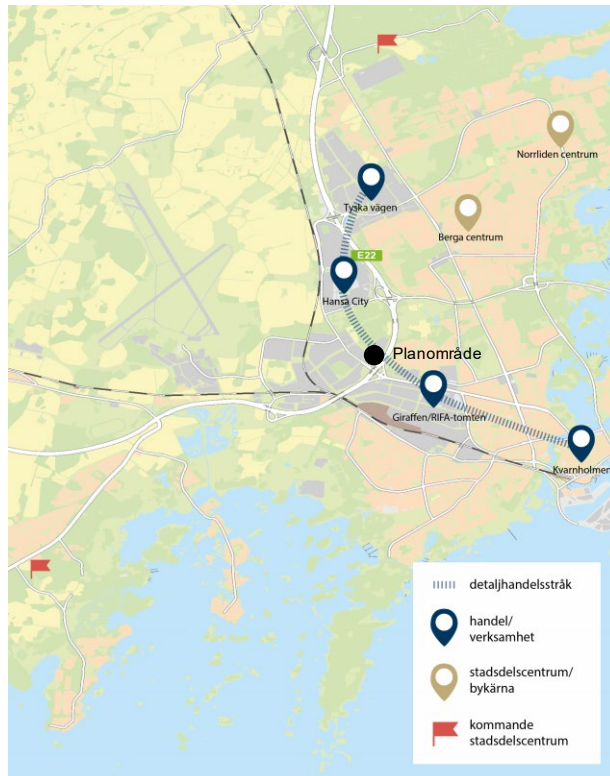 Norrliden centrum
Tyska vägen
Berga centrum
E22
Hansa City
Planområde
Giraffen/RIFA-tomten
Kvarnholmen
detaljhandelsstråk
handel/
verksamhet
stadsdelscentrum/
bykärna
kommande
stadsdelscentrum